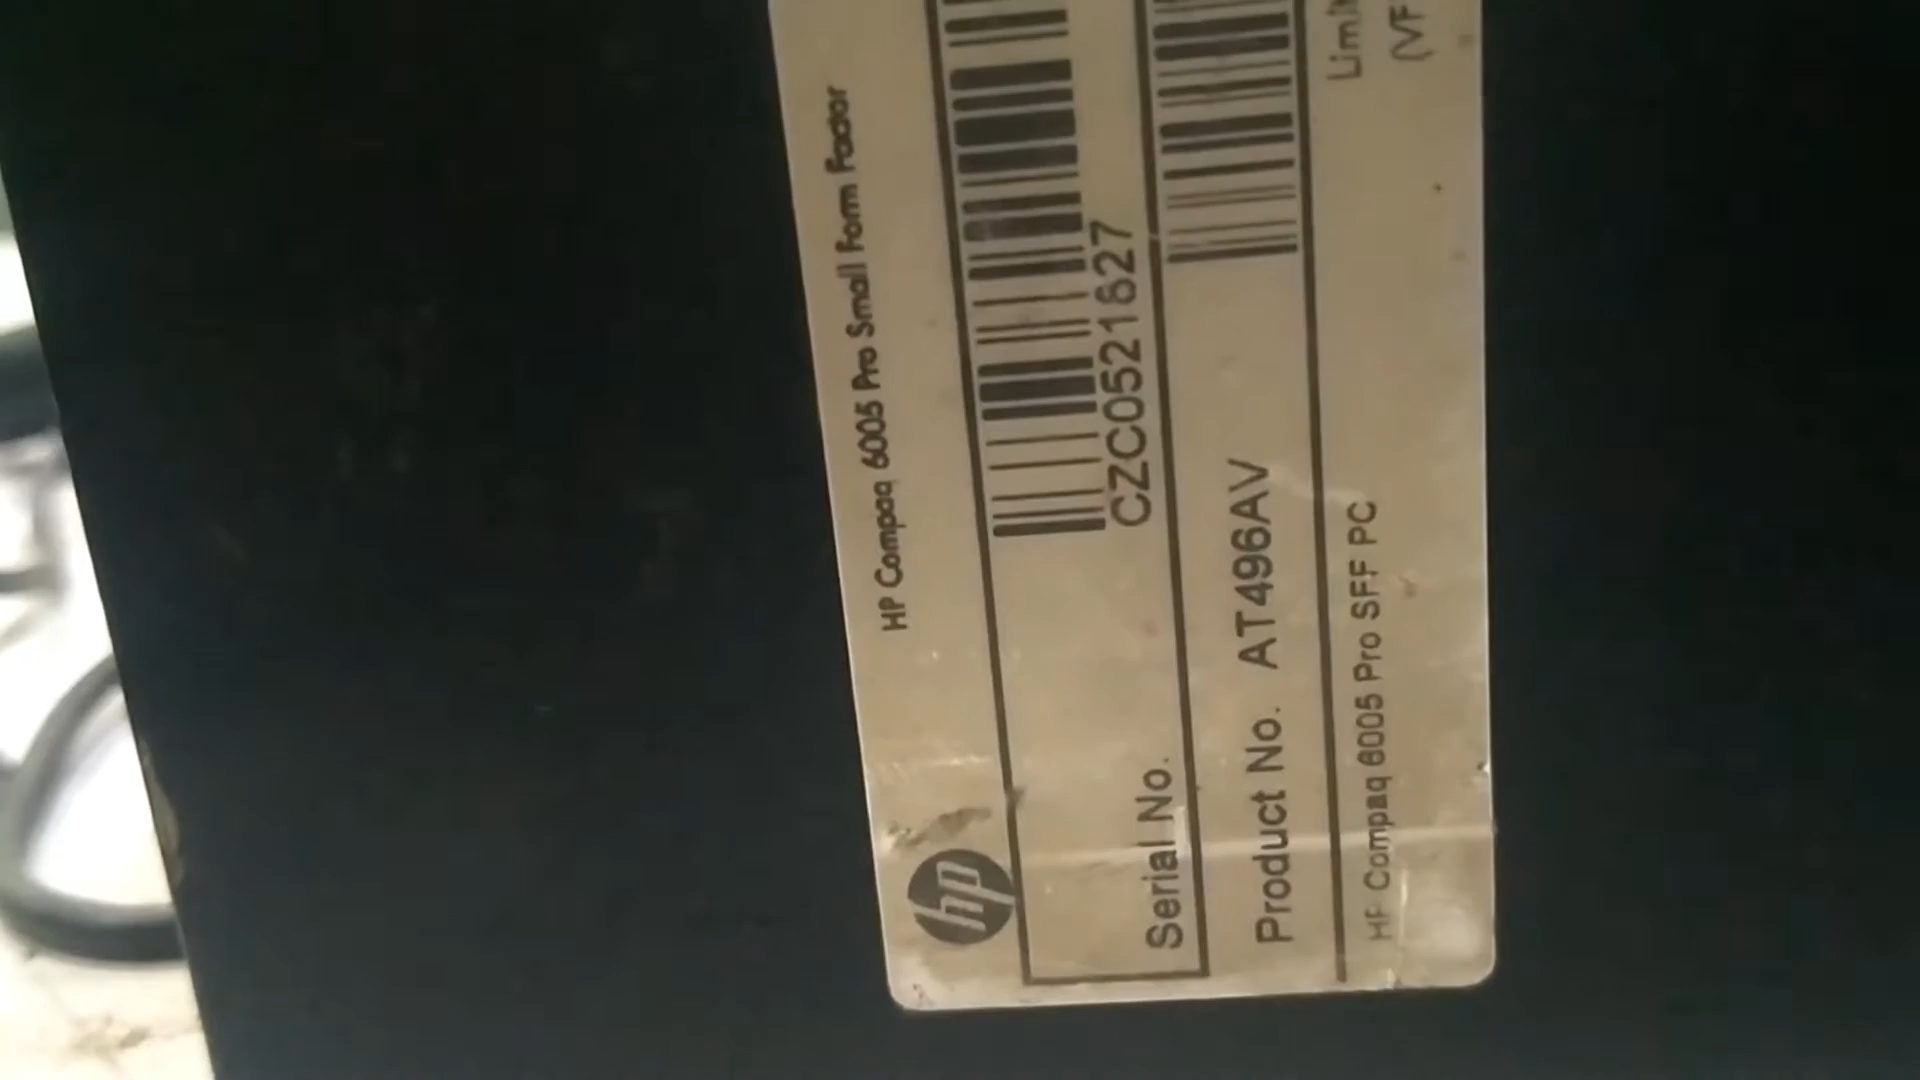 HP Compaq 6005 Pro Small Form Factor
hp
CZC0521627
Serial No.
Product No. AT496AV
HP Compaq 6005 Pro SFF PC
(VF